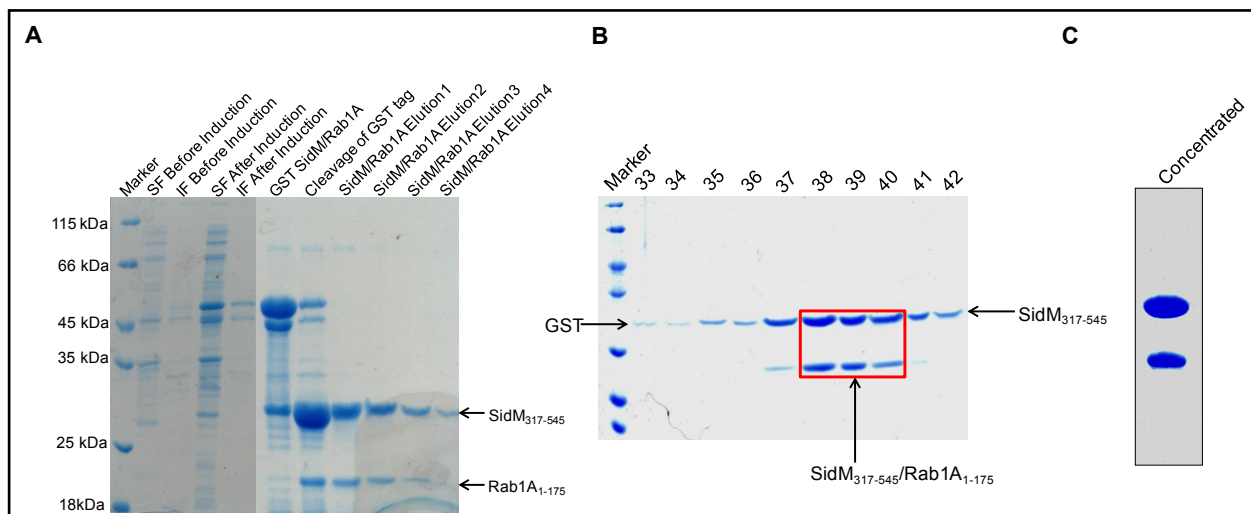 A
B
C
Marker
SF Before Induction
IF Before Induction
SF After Induction
IF After Induction
GST SidM/Rab1A
Cleavage of GST tag
SidM/Rab1A Elution1
SidM/Rab1A Elution2
SidM/Rab1A Elution3
SidM/Rab1A Elution4
115 kDa
66 kDa
45 kDa
35 kDa
25 kDa
18kDa
SidM317-545
Rab1A1-175
Marker
33 34 35 36 37 38 39 40 41 42
GST
SidM317-545
SidM317-545/Rab1A1-175
Concentrated